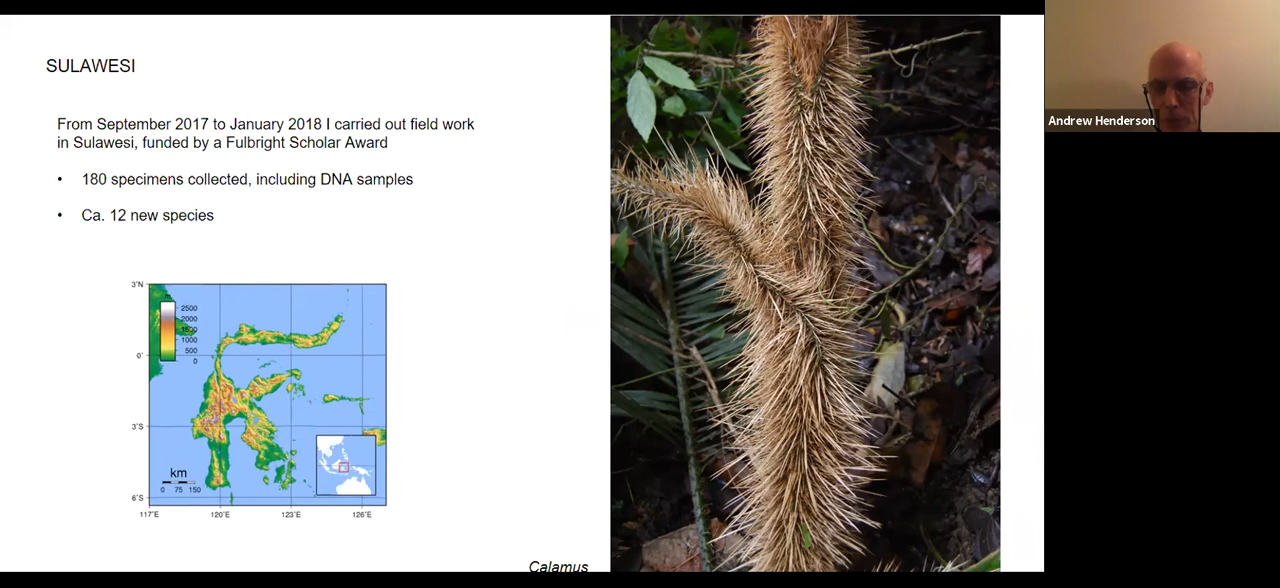 SULAWESI
From September 2017 to January 2018 I carried out field work
in Sulawesi, funded by a Fulbright Scholar Award
• 180 specimens collected, including DNA samples
• Ca. 12 new species
3°N
0°
3°S
6°S
2500
2000
1500
1000
500
0
km
0 75 150
117°E 120°E 123°E 126°E
Calamus
Andrew Henderson